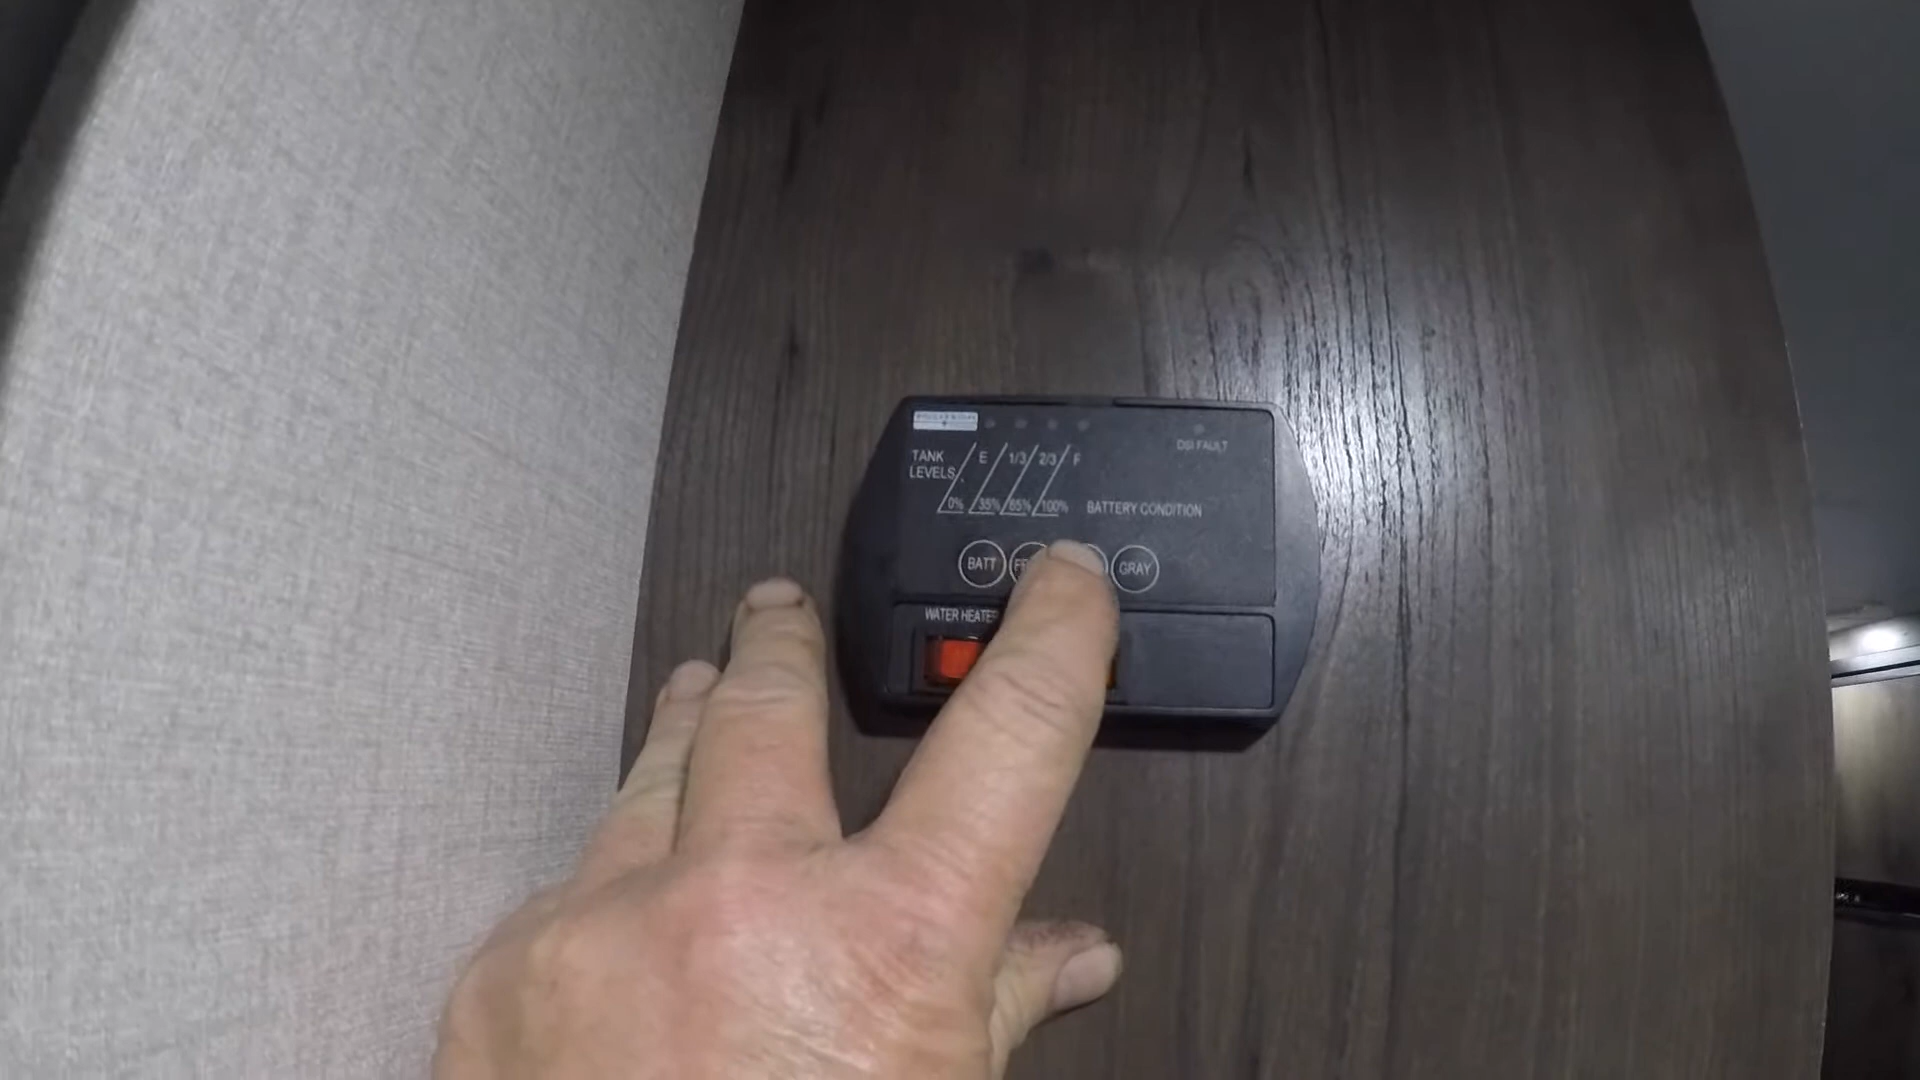 DSI FAULT
TANK LEVELS E 1/3 2/3 F
0% 35% 65% 100% BATTERY CONDITION
BATT GRAY
WATER HEATER